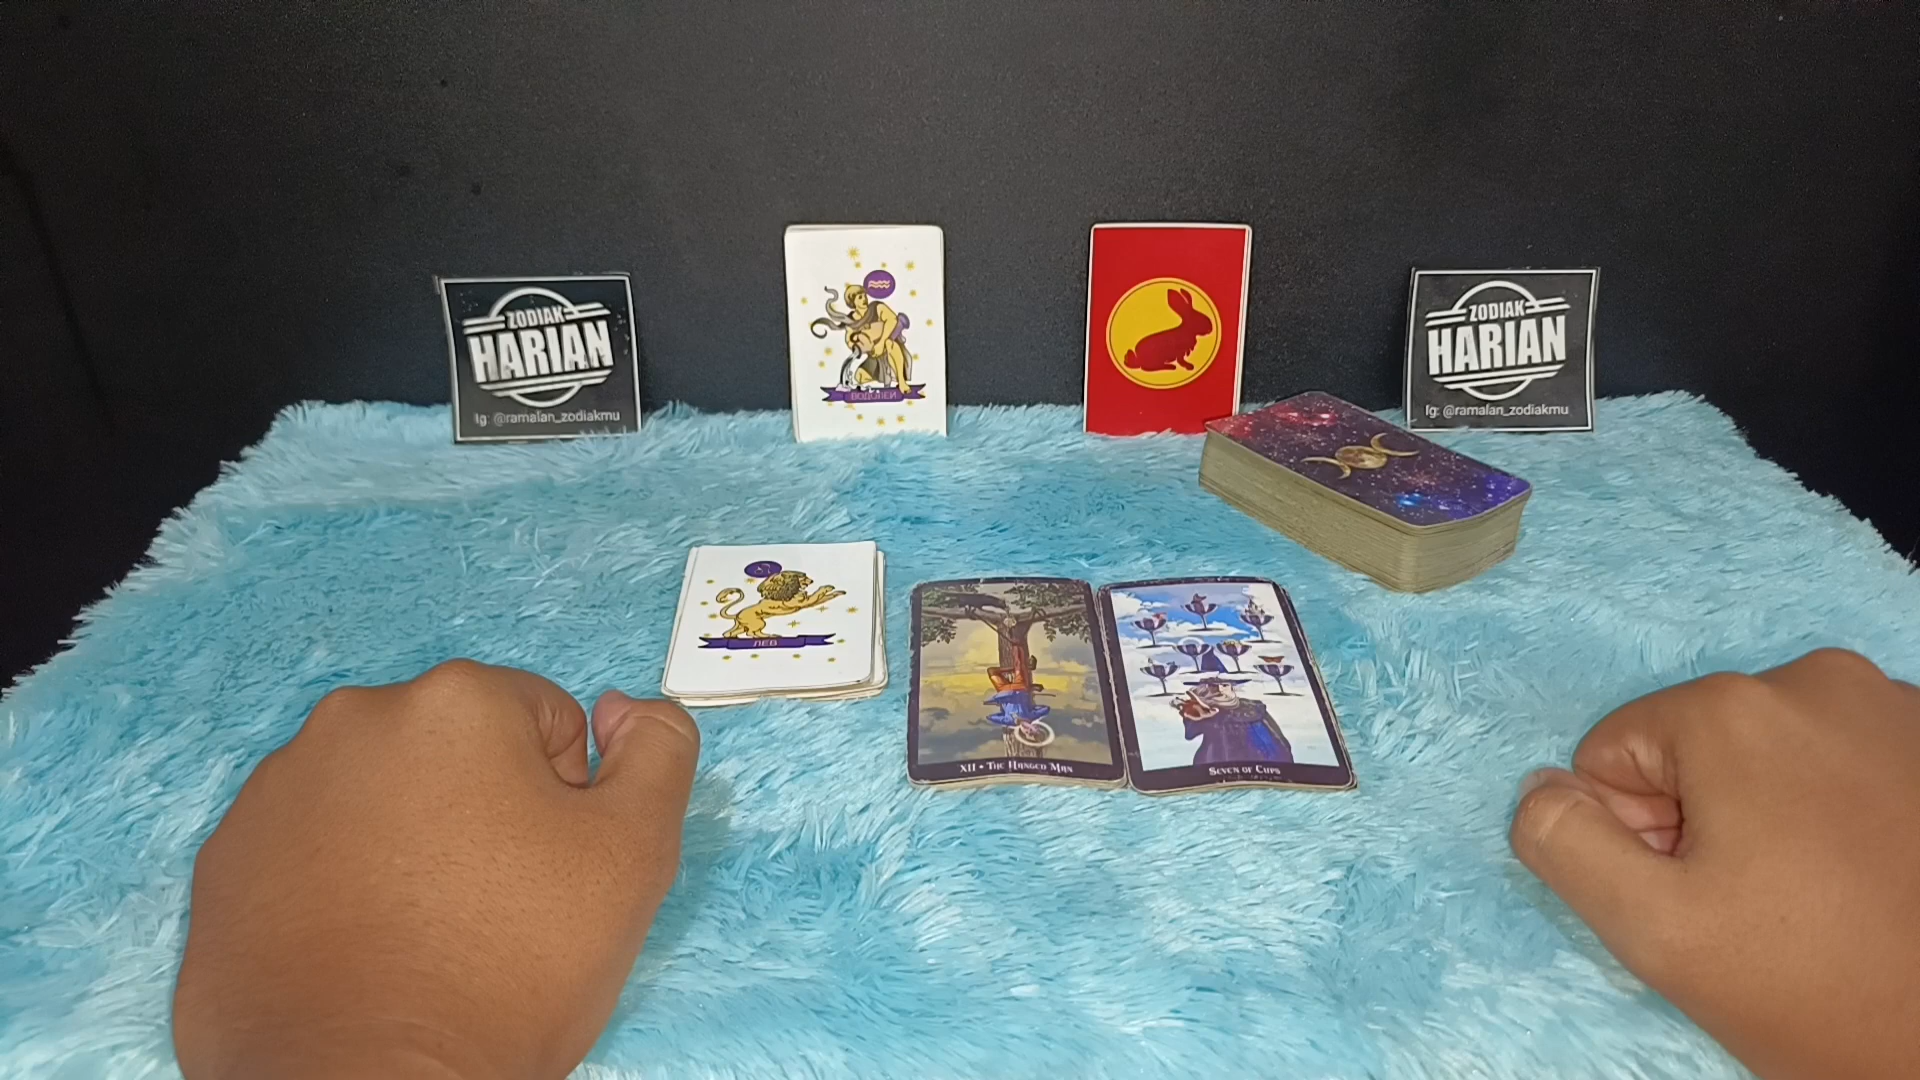 ZODIAK
HARIAN
Ig: @ramalan_zodiakmu
ВОДОЛЕЙ
ZODIAK
HARIAN
Ig: @ramalan_zodiakmu
ЛЕВ
XII • The Hanged Man
Seven of Cups